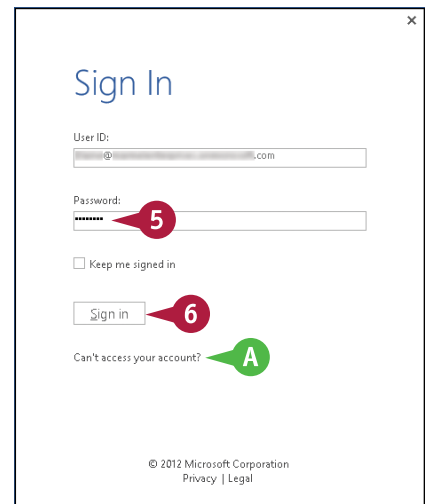 Sign In
User ID:
@ .com
Password:
•••••••• 5
Keep me signed in
Sign in 6
Can't access your account? A
© 2012 Microsoft Corporation
Privacy | Legal